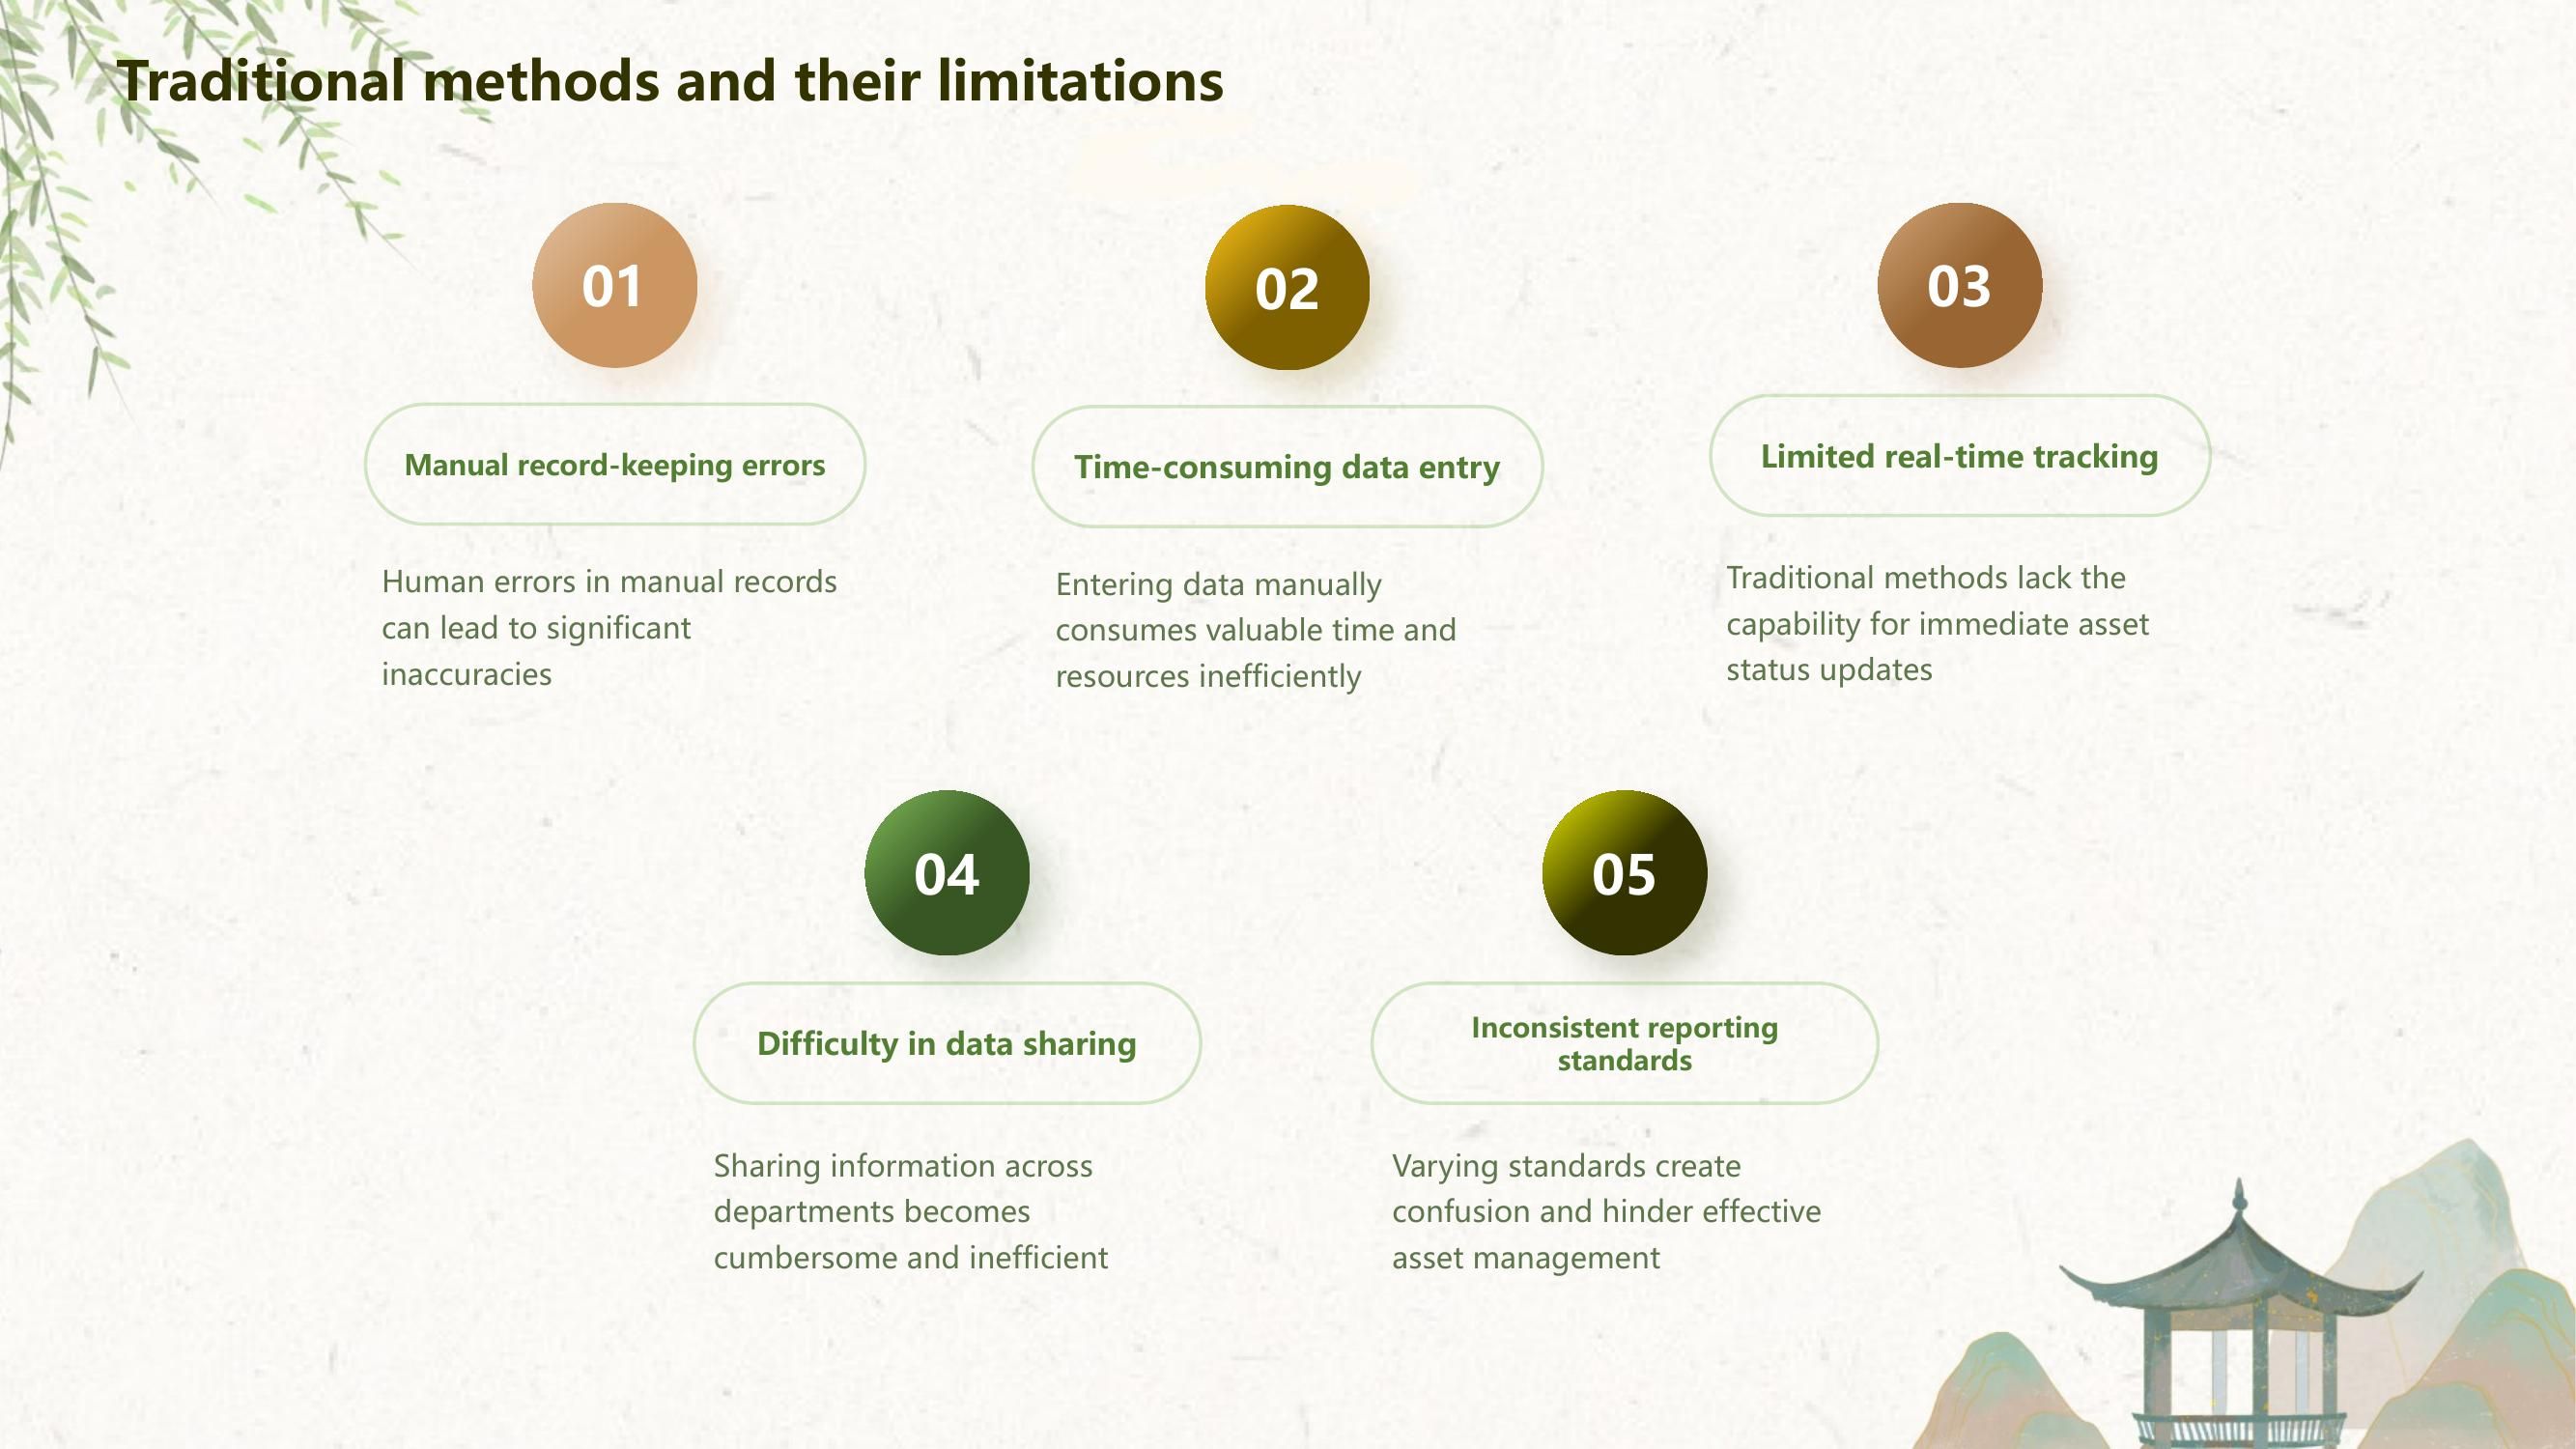 Traditional methods and their limitations
01
Manual record-keeping errors
Human errors in manual records
can lead to significant
inaccuracies
02
Time-consuming data entry
Entering data manually
consumes valuable time and
resources inefficiently
03
Limited real-time tracking
Traditional methods lack the
capability for immediate asset
status updates
04
Difficulty in data sharing
Sharing information across
departments becomes
cumbersome and inefficient
05
Inconsistent reporting
standards
Varying standards create
confusion and hinder effective
asset management